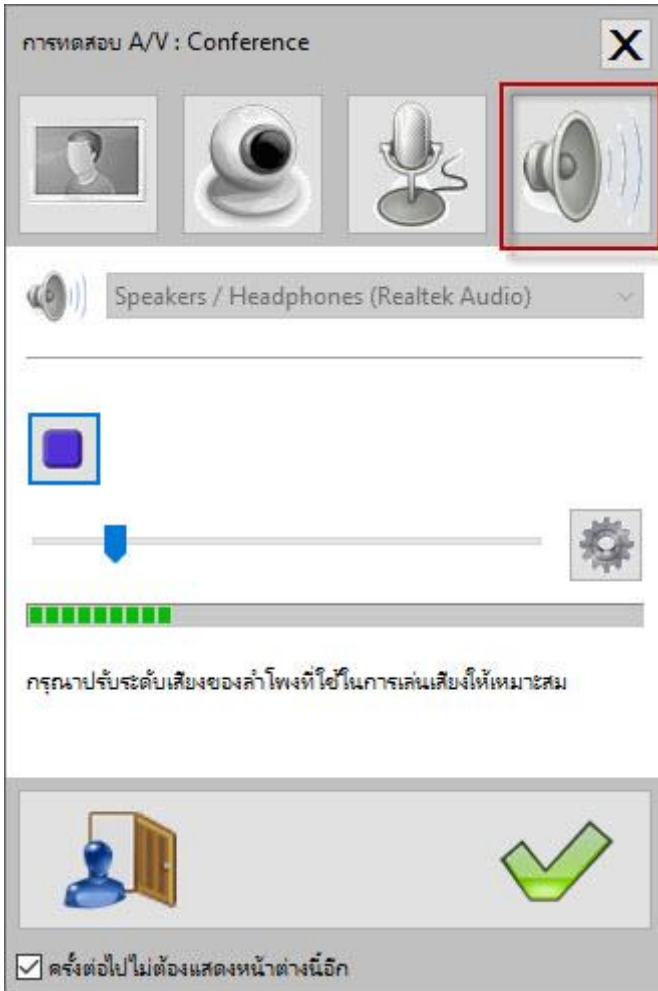 การทดสอบ A/V : Conference
X
Speakers / Headphones (Realtek Audio)
กรุณาปรับระดับเสียงของลำโพงที่ใช้ในการเล่นเสียงให้เหมาะสม
ครั้งต่อไปไม่ต้องแสดงหน้าต่างนี้อีก